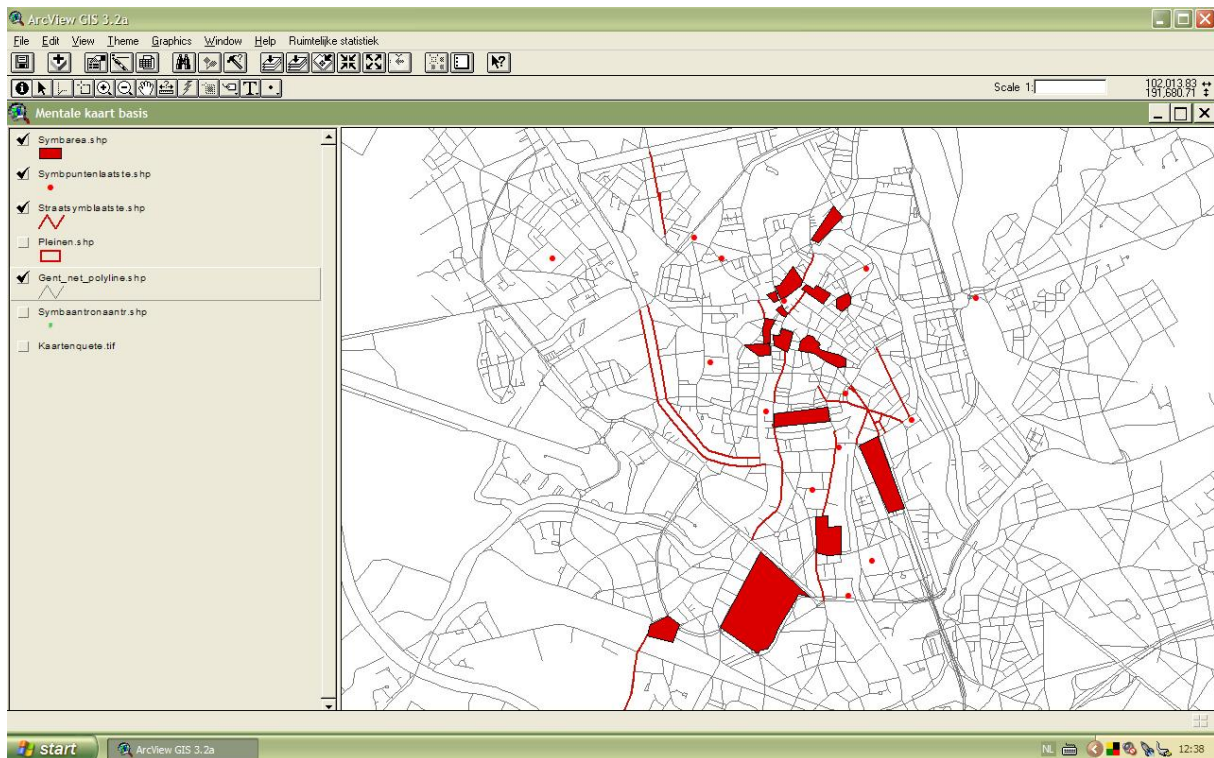 ArcView GIS 3.2a
File Edit View Theme Graphics Window Help Ruimtelijke statistiek
Scale 1:
102,013.83
191,680.71
Mentale kaart basis
Symbarea.shp
Symbpuntenlaatste.shp
Straatsymblaatste.shp
Pleinen.shp
Gent_net_polyline.shp
Symbaantronaantr.shp
Kaartenquete.tif
start
ArcView GIS 3.2a
NL
12:38